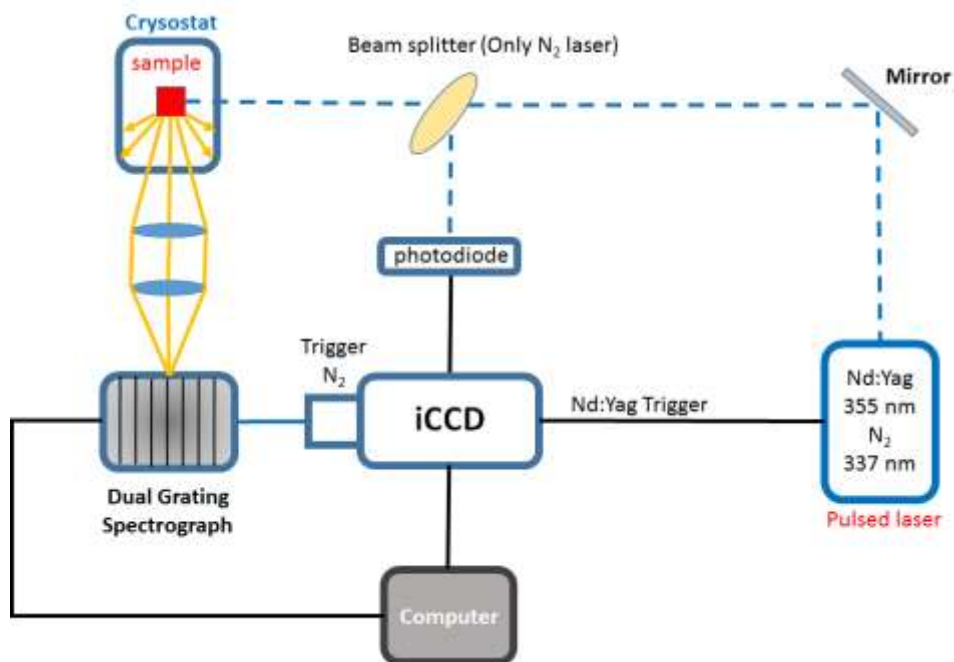 Crysostat
sample
Beam splitter (Only N₂ laser)
Mirror
photodiode
Trigger
N₂
iCCD
Nd:Yag Trigger
Nd:Yag
355 nm
N₂
337 nm
Pulsed laser
Dual Grating
Spectrograph
Computer